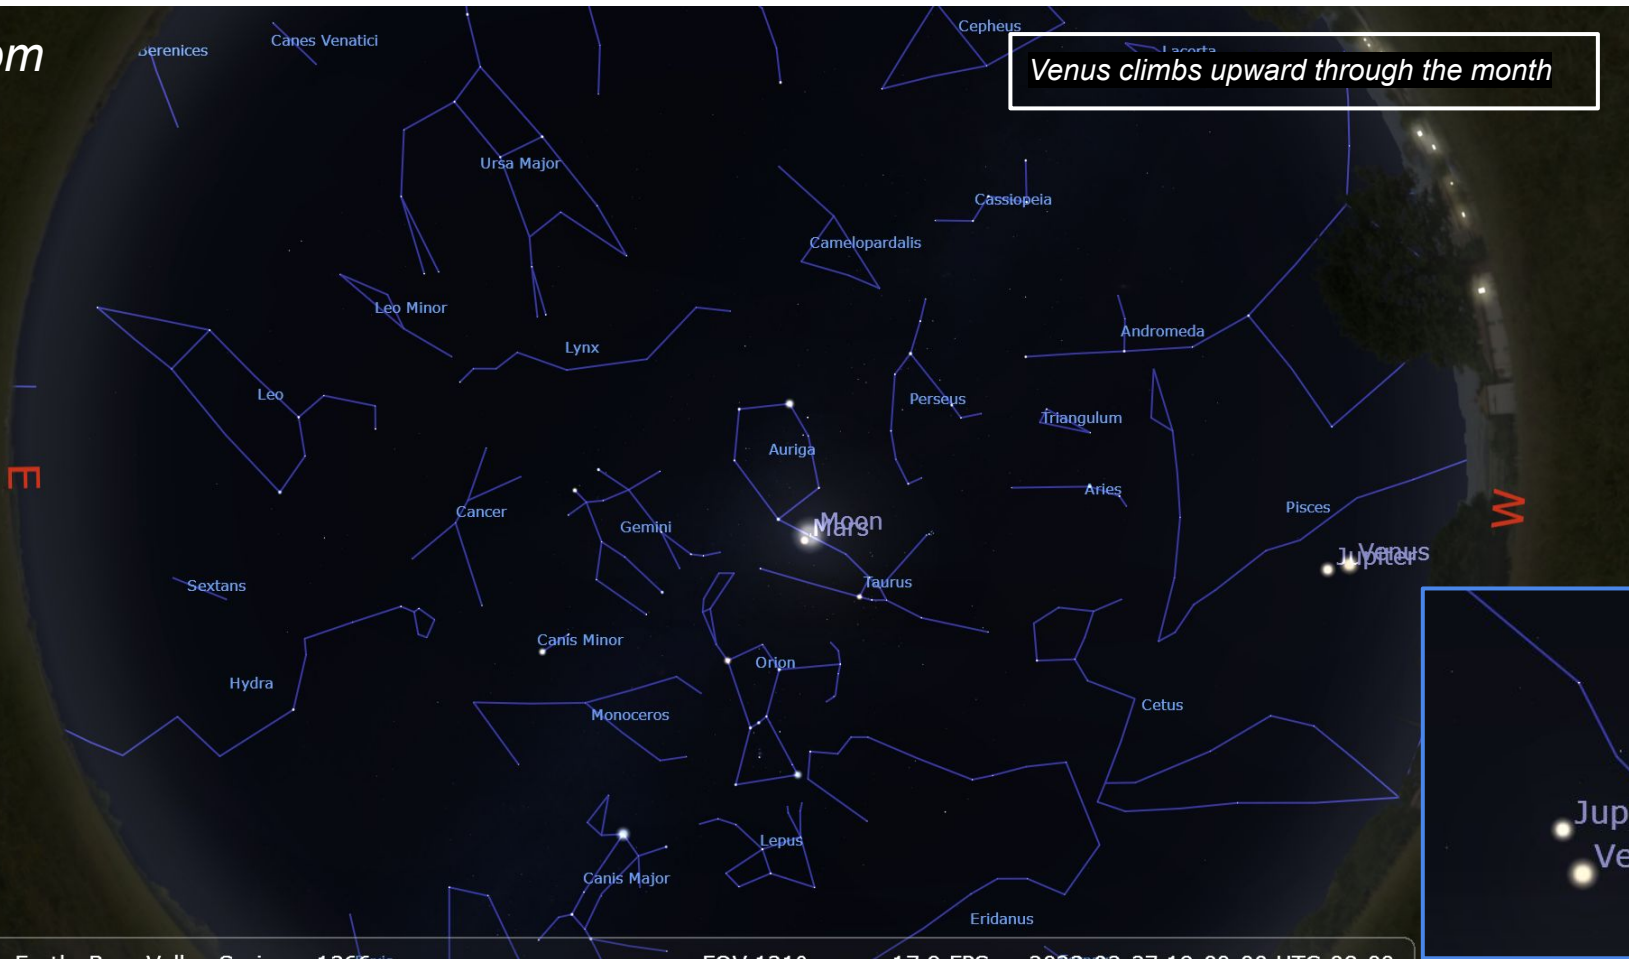 Cepheus
Canes Venatici
Berenices
om
Lacerta
Venus climbs upward through the month
Ursa Major
Cassiopeia
Camelopardalis
Leo Minor
Andromeda
Lynx
Leo
Perseus
Triangulum
Auriga
E
Aries
Cancer
Pisces
W
Gemini
Moon
Mars
Venus
Jupiter
Taurus
Sextans
Canis Minor
Orion
Hydra
Cetus
Monoceros
Jup
Lepus
Ve
Canis Major
Eridanus